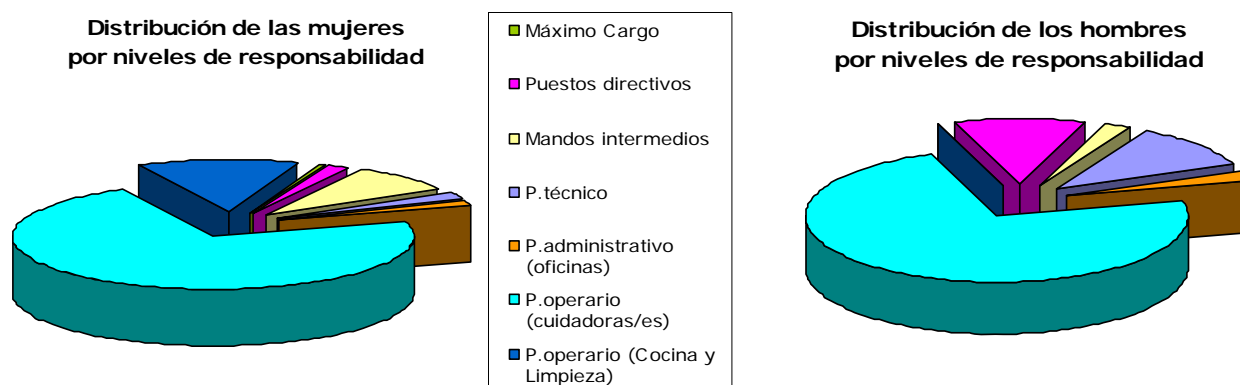 Distribución de las mujeres
por niveles de responsabilidad
Máximo Cargo
Puestos directivos
Mandos intermedios
P.técnico
P.administrativo
(oficinas)
P.operario
(cuidadoras/es)
P.operario (Cocina y
Limpieza)
Distribución de los hombres
por niveles de responsabilidad